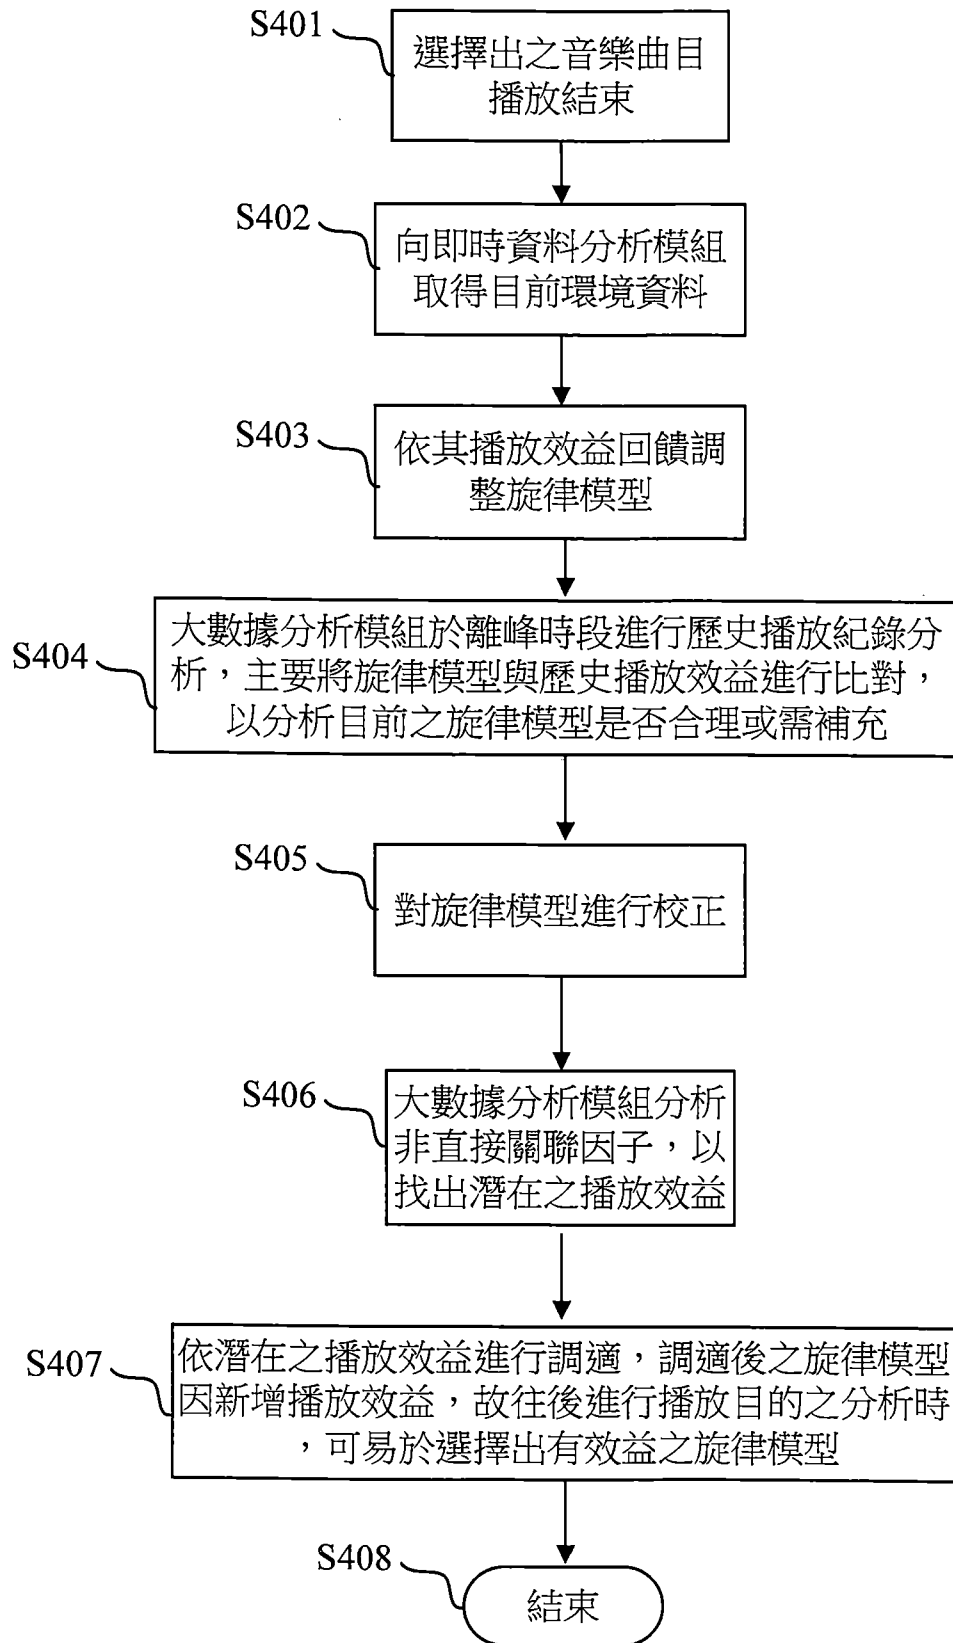 S401
選擇出之音樂曲目
播放結束
S402
向即時資料分析模組
取得目前環境資料
S403
依其播放效益回饋調
整旋律模型
S404
大數據分析模組於離峰時段進行歷史播放紀錄分
析，主要將旋律模型與歷史播放效益進行比對，
以分析目前之旋律模型是否合理或需補充
S405
對旋律模型進行校正
S406
大數據分析模組分析
非直接關聯因子，以
找出潛在之播放效益
S407
依潛在之播放效益進行調適，調適後之旋律模型
因新增播放效益，故往後進行播放目的之分析時
，可易於選擇出有效益之旋律模型
S408
結束